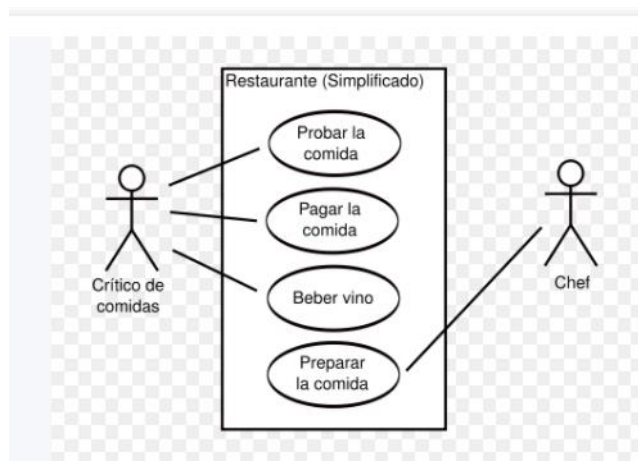 Restaurante (Simplificado)
Probar la
comida
Pagar la
comida
Beber vino
Preparar
la comida
Crítico de
comidas
Chef